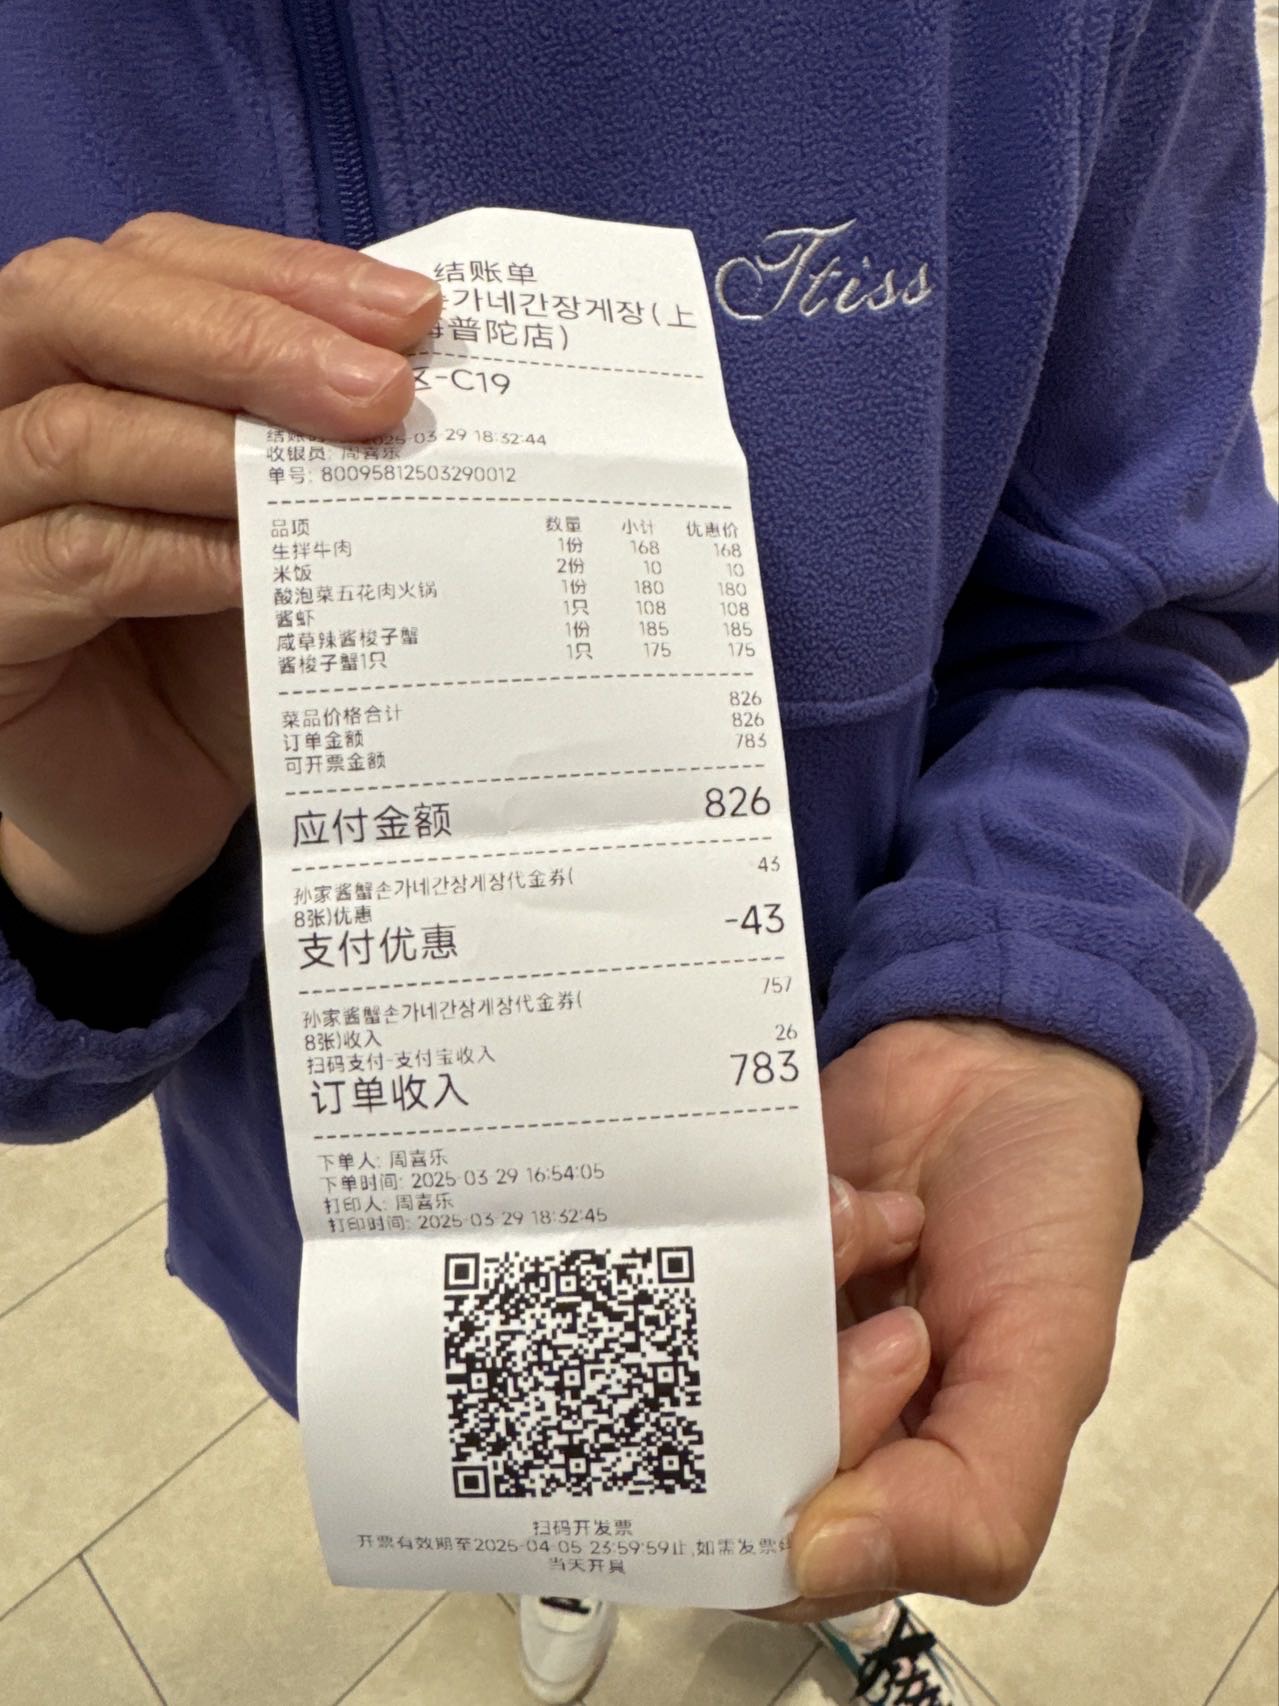 Jtiss
结账单
가네간장게장(上
海普陀店)
区-C19
结账时 2025-03-29 18:32:44
收银员: 周喜乐
单号: 80095812503290012
品项 数量 小计 优惠价
生拌牛肉 1份 168 168
米饭 2份 10 10
酸泡菜五花肉火锅 1份 180 180
酱虾 1只 108 108
咸草辣酱梭子蟹 1份 185 185
酱梭子蟹1只 1只 175 175
菜品价格合计 826
订单金额 826
可开票金额 783
应付金额 826
孙家酱蟹손가네간장게장代金券( 43
8张)优惠
支付优惠 -43
孙家酱蟹손가네간장게장代金券( 757
8张)收入
扫码支付-支付宝收入 26
订单收入 783
下单人: 周喜乐
下单时间: 2025-03-29 16:54:05
打印人: 周喜乐
打印时间: 2025-03-29 18:32:45
扫码开发票
开票有效期至2025-04-05 23:59:59止,如需发票
当天开具